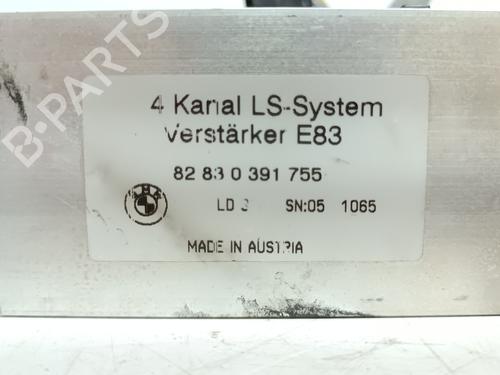 B-PARTS
4 Kanal LS-System
Verstärker E83
82 83 0 391 755
BMW
LD 3 SN:05 1065
MADE IN AUSTRIA